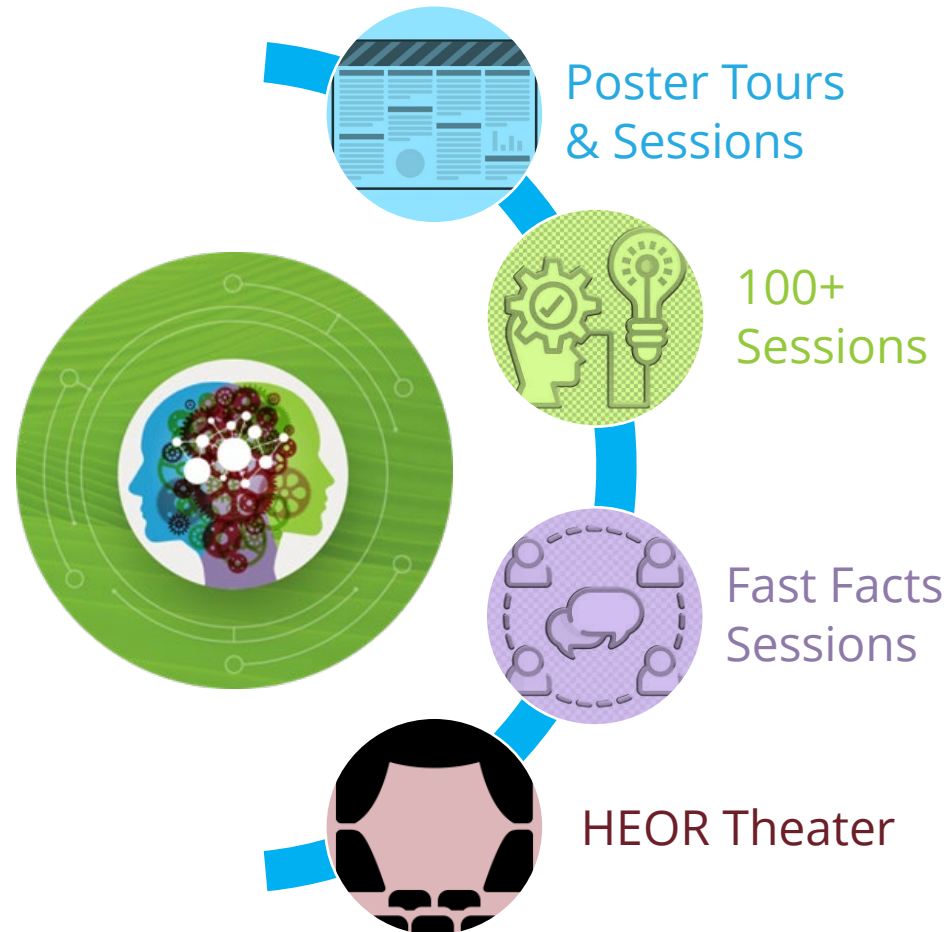 Poster Tours
& Sessions
100+
Sessions
Fast Facts
Sessions
HEOR Theater